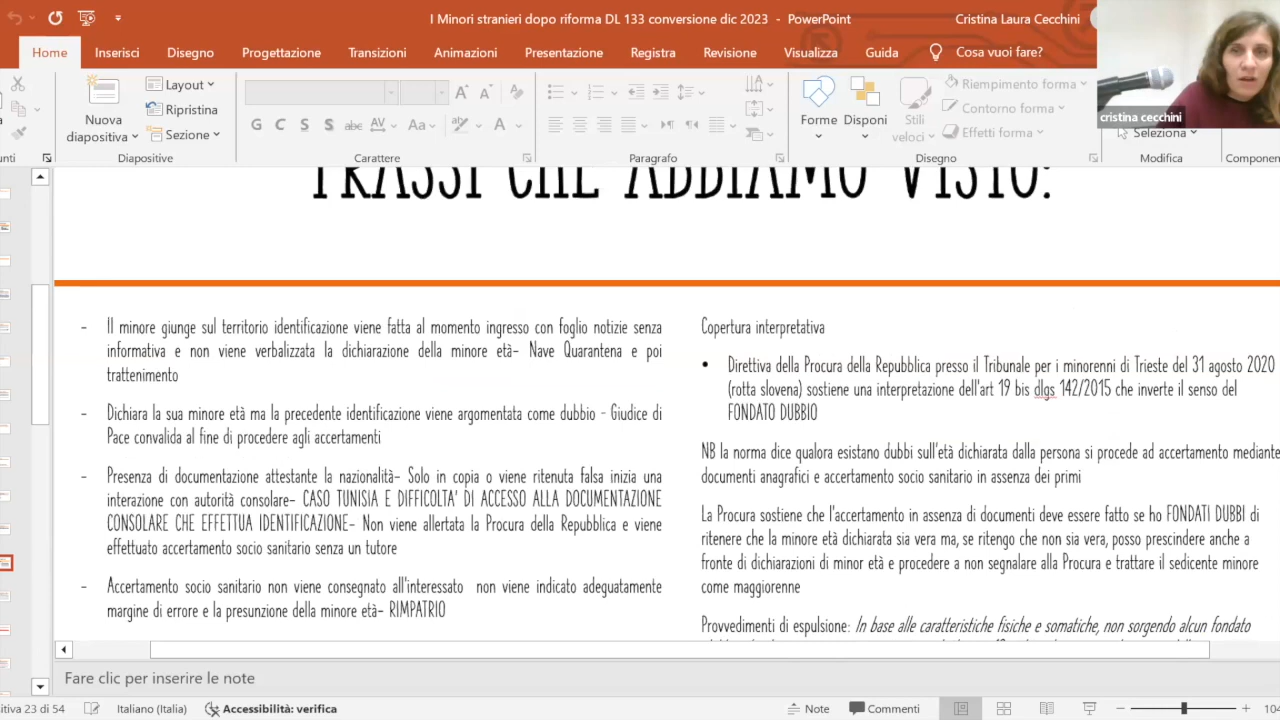 I Minori stranieri dopo riforma DL 133 conversione dic 2023 - PowerPoint
Cristina Laura Cecchini
Home Inserisci Disegno Progettazione Transizioni Animazioni Presentazione Registra Revisione Visualizza Guida Cosa vuoi fare?
Nuova diapositiva
Layout
Ripristina
Sezione
G C S S abc AV Aa A
Forme
Disponi
Stili veloci
Riempimento forma
Contorno forma
Effetti forma
cristina cecchini
Seleziona
Diapositive Carattere Paragrafo Disegno Modifica
TRASSI CHE ABBIAMO VISTO:
- Il minore giunge sul territorio identificazione viene fatta al momento ingresso con foglio notizie senza
informativa e non viene verbalizzata la dichiarazione della minore età- Nave Quarantena e poi
trattenimento
- Dichiara la sua minore età ma la precedente identificazione viene argomentata come dubbio - Giudice di
Pace convalida al fine di procedere agli accertamenti
- Presenza di documentazione attestante la nazionalità- Solo in copia o viene ritenuta falsa inizia una
interazione con autorità consolare- CASO TUNISIA E DIFFICOLTA' DI ACCESSO ALLA DOCUMENTAZIONE
CONSOLARE CHE EFFETTUA IDENTIFICAZIONE- Non viene allertata la Procura della Repubblica e viene
effettuato accertamento socio sanitario senza un tutore
- Accertamento socio sanitario non viene consegnato all'interessato non viene indicato adeguatamente
margine di errore e la presunzione della minore età- RIMPATRIO
Copertura interpretativa
• Direttiva della Procura della Repubblica presso il Tribunale per i minorenni di Trieste del 31 agosto 2020
(rotta slovena) sostiene una interpretazione dell'art 19 bis dlgs 142/2015 che inverte il senso del
FONDATO DUBBIO
NB la norma dice qualora esistano dubbi sull'età dichiarata dalla persona si procede ad accertamento mediante
documenti anagrafici e accertamento socio sanitario in assenza dei primi
La Procura sostiene che l'accertamento in assenza di documenti deve essere fatto se ho FONDATI DUBBI di
ritenere che la minore età dichiarata sia vera ma, se ritengo che non sia vera, posso prescindere anche a
fronte di dichiarazioni di minor età e procedere a non segnalare alla Procura e trattare il sedicente minore
come maggiorenne
Provvedimenti di espulsione: In base alle caratteristiche fisiche e somatiche, non sorgendo alcun fondato
Fare clic per inserire le note
23 di 54 Italiano (Italia) Accessibilità: verifica Note Commenti